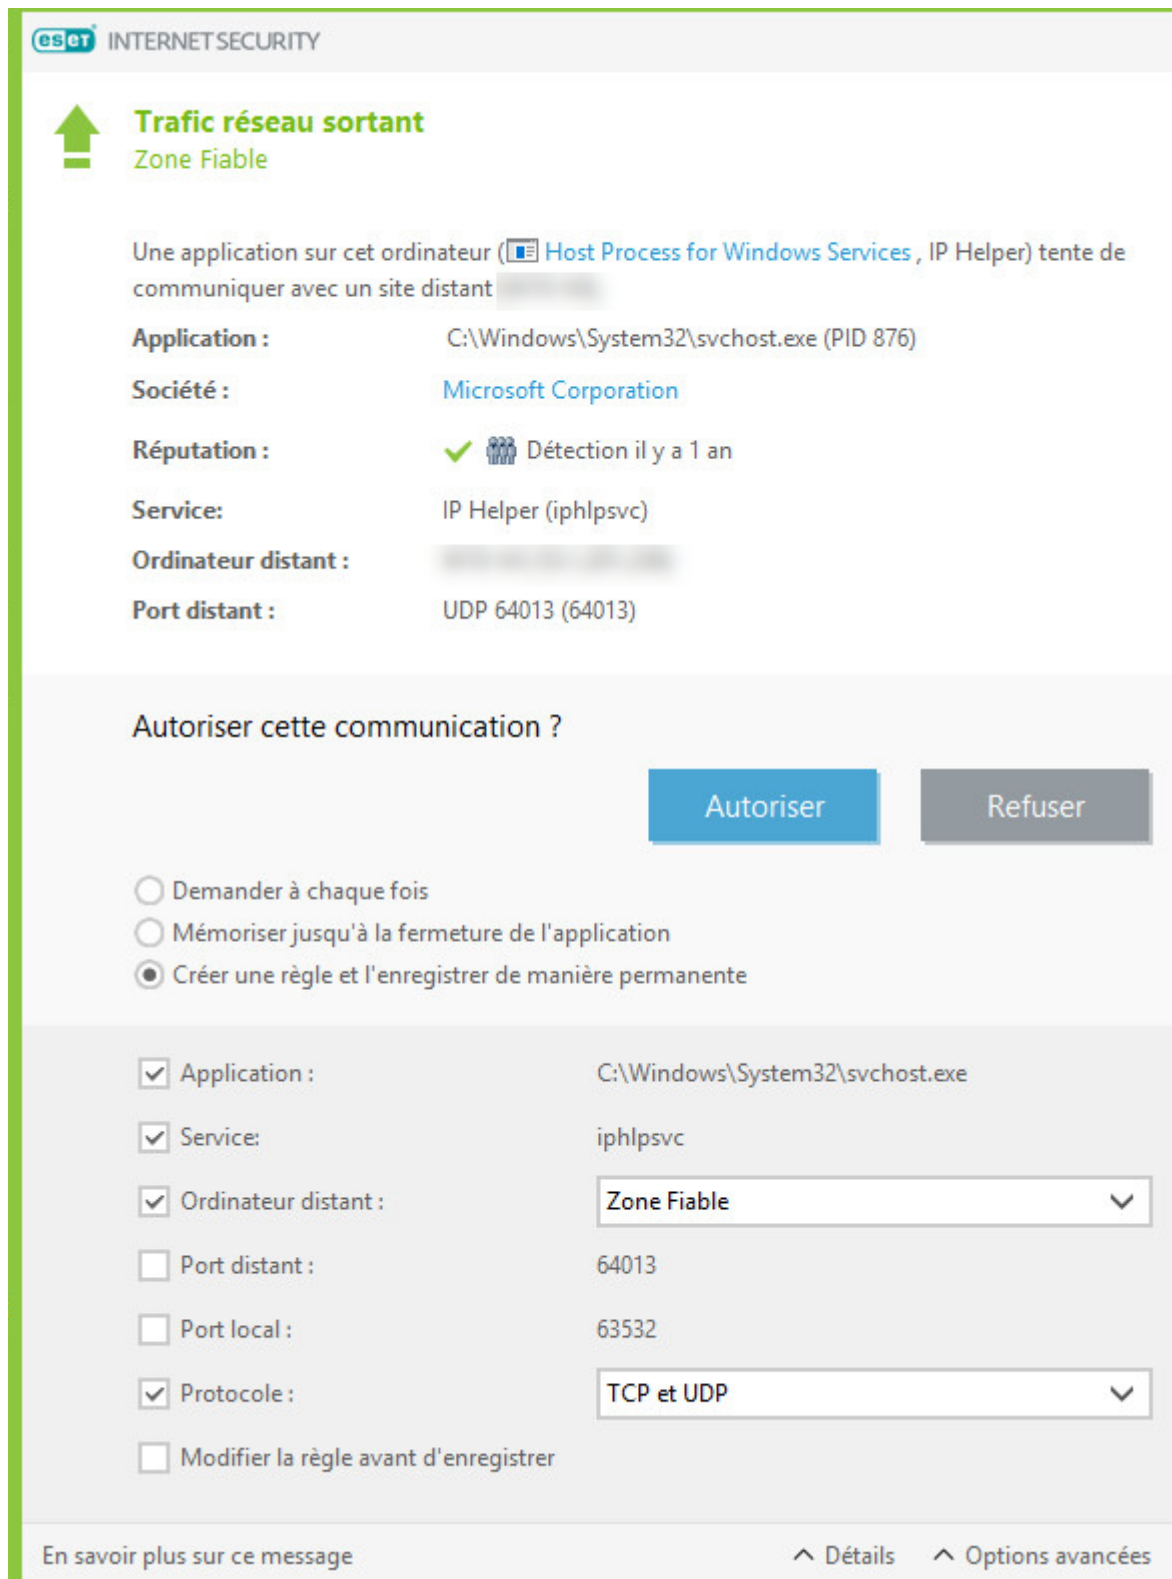 eset INTERNET SECURITY
Trafic réseau sortant
Zone Fiable
Une application sur cet ordinateur ( Host Process for Windows Services , IP Helper) tente de
communiquer avec un site distant
Application : C:\Windows\System32\svchost.exe (PID 876)
Société : Microsoft Corporation
Réputation : Détection il y a 1 an
Service: IP Helper (iphlpsvc)
Ordinateur distant :
Port distant : UDP 64013 (64013)
Autoriser cette communication ?
Autoriser Refuser
Demander à chaque fois
Mémoriser jusqu'à la fermeture de l'application
Créer une règle et l'enregistrer de manière permanente
Application : C:\Windows\System32\svchost.exe
Service: iphlpsvc
Ordinateur distant : Zone Fiable
Port distant : 64013
Port local : 63532
Protocole : TCP et UDP
Modifier la règle avant d'enregistrer
En savoir plus sur ce message Détails Options avancées